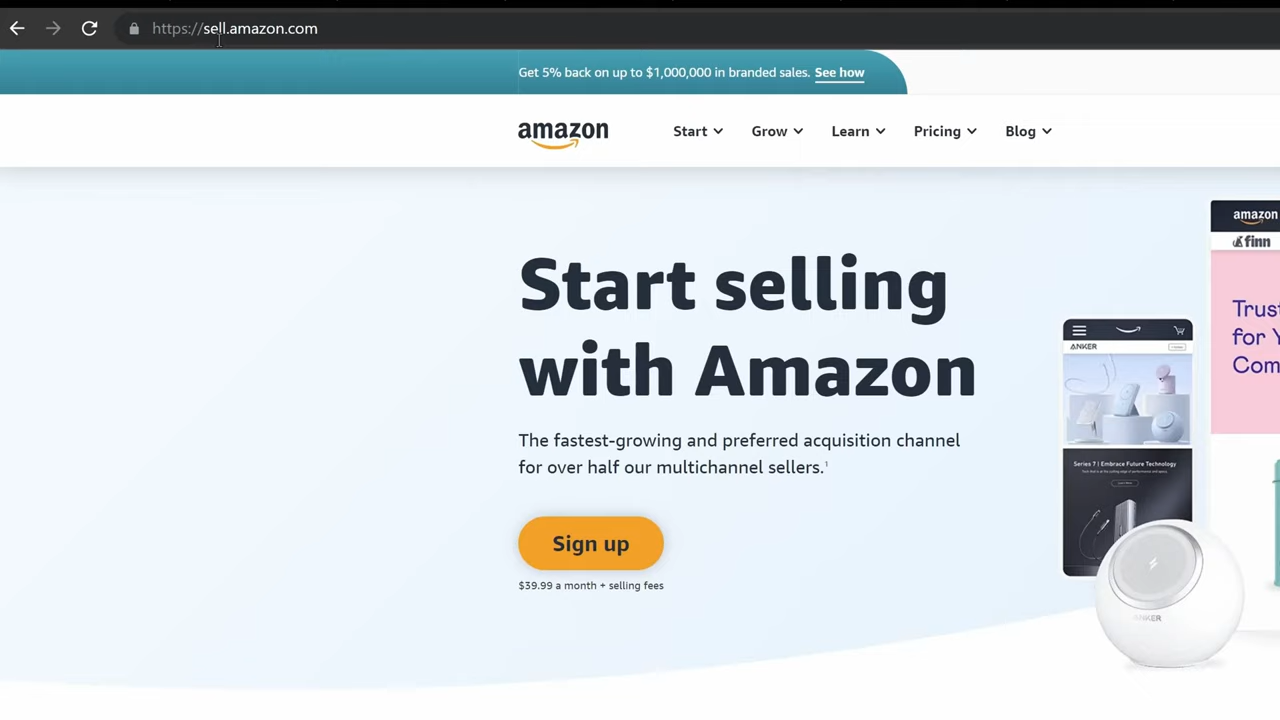 https://sell.amazon.com
Get 5% back on up to $1,000,000 in branded sales. See how
amazon
Start Grow Learn Pricing Blog
Start selling
with Amazon
The fastest-growing and preferred acquisition channel
for over half our multichannel sellers.¹
Sign up
$39.99 a month + selling fees
amazon
finn
Trus
for Y
Com
ANKER
Series 7 | Embrace Future Technology
ANKER